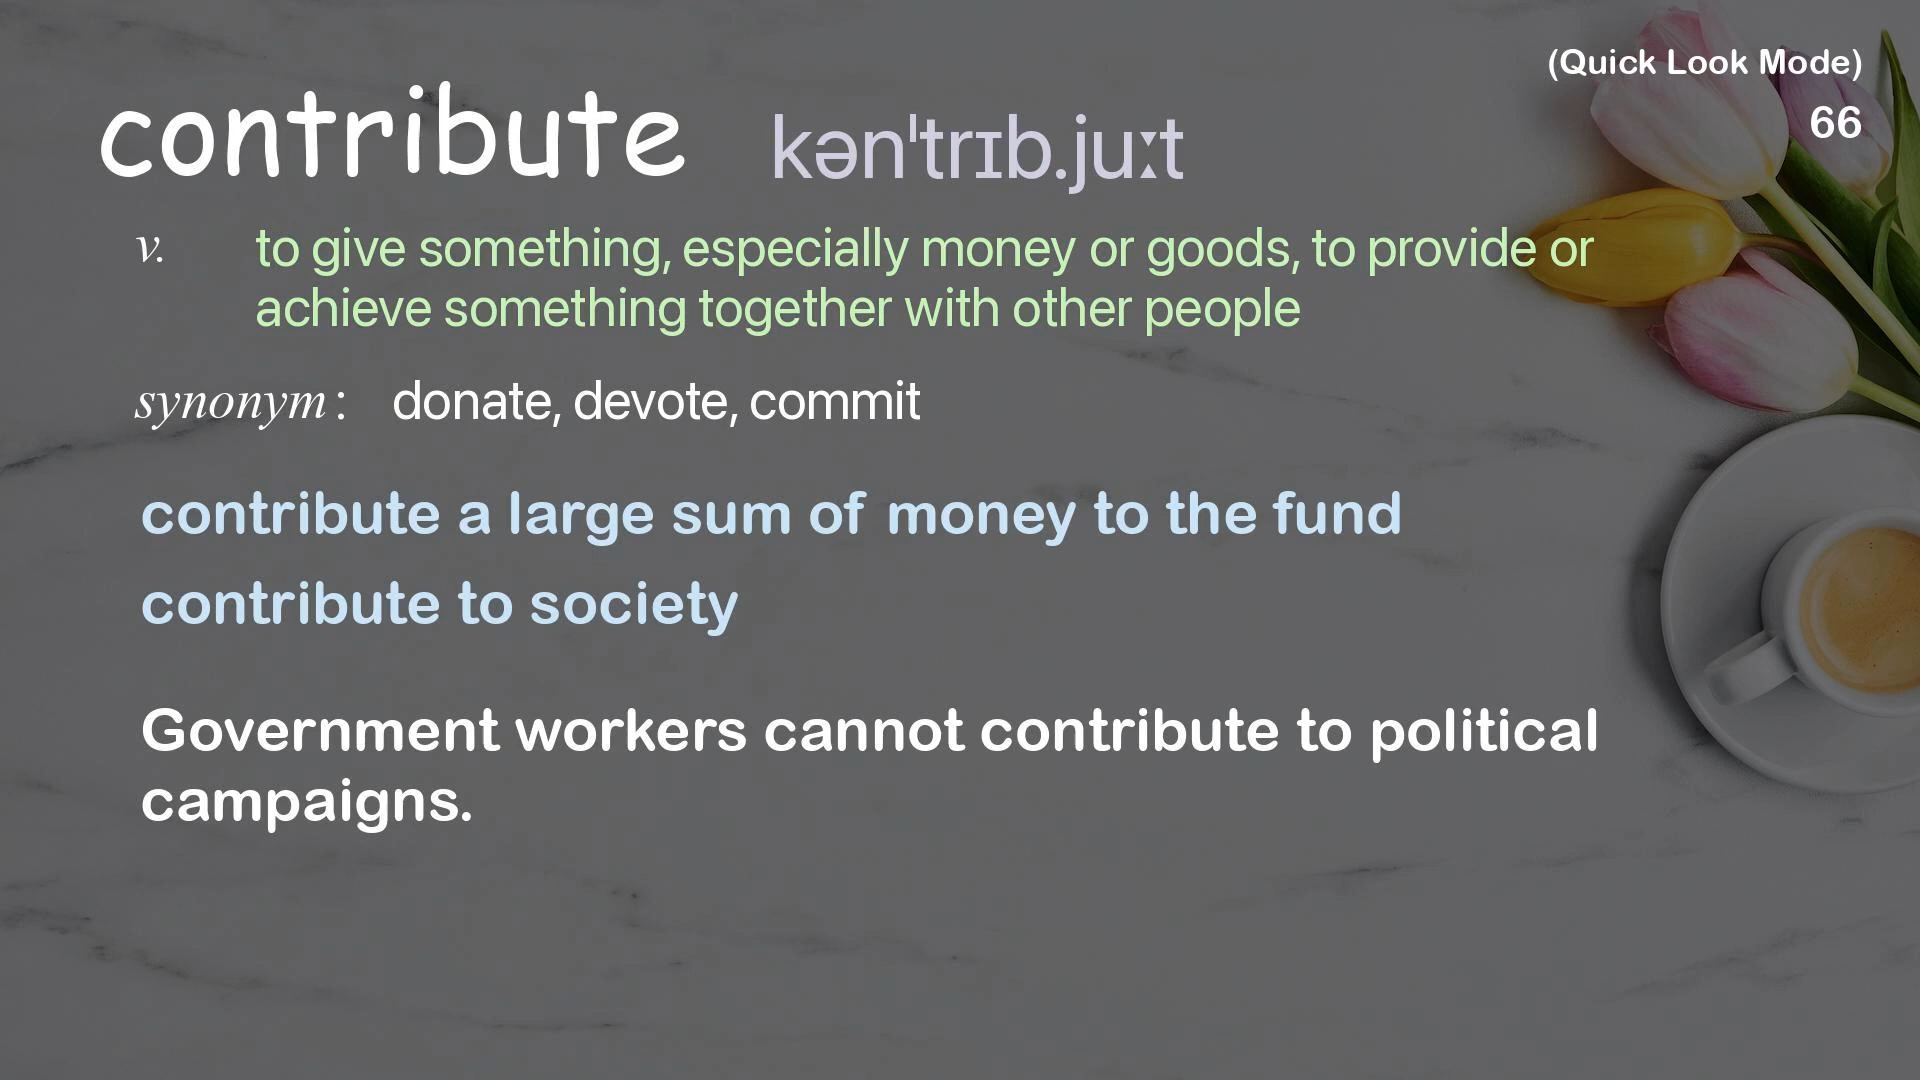 (Quick Look Mode)
66
contribute kən'trɪb.juːt
v. to give something, especially money or goods, to provide or
achieve something together with other people
synonym : donate, devote, commit
contribute a large sum of money to the fund
contribute to society
Government workers cannot contribute to political
campaigns.